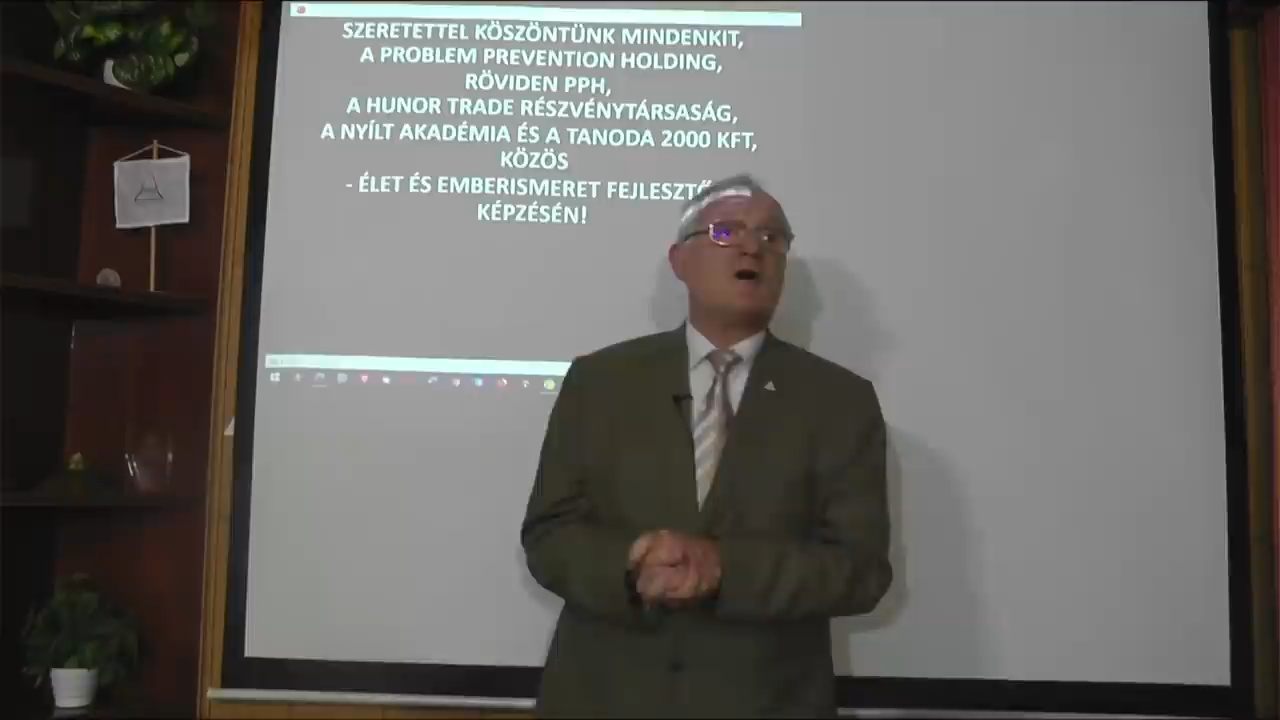 SZERETETTEL KÖSZÖNTÜNK MINDENKIT,
A PROBLEM PREVENTION HOLDING,
RÖVIDEN PPH,
A HUNOR TRADE RÉSZVÉNYTÁRSASÁG,
A NYÍLT AKADÉMIA ÉS A TANODA 2000 KFT,
KÖZÖS
- ÉLET ÉS EMBERISMERET FEJLESZTŐ
KÉPZÉSÉN!